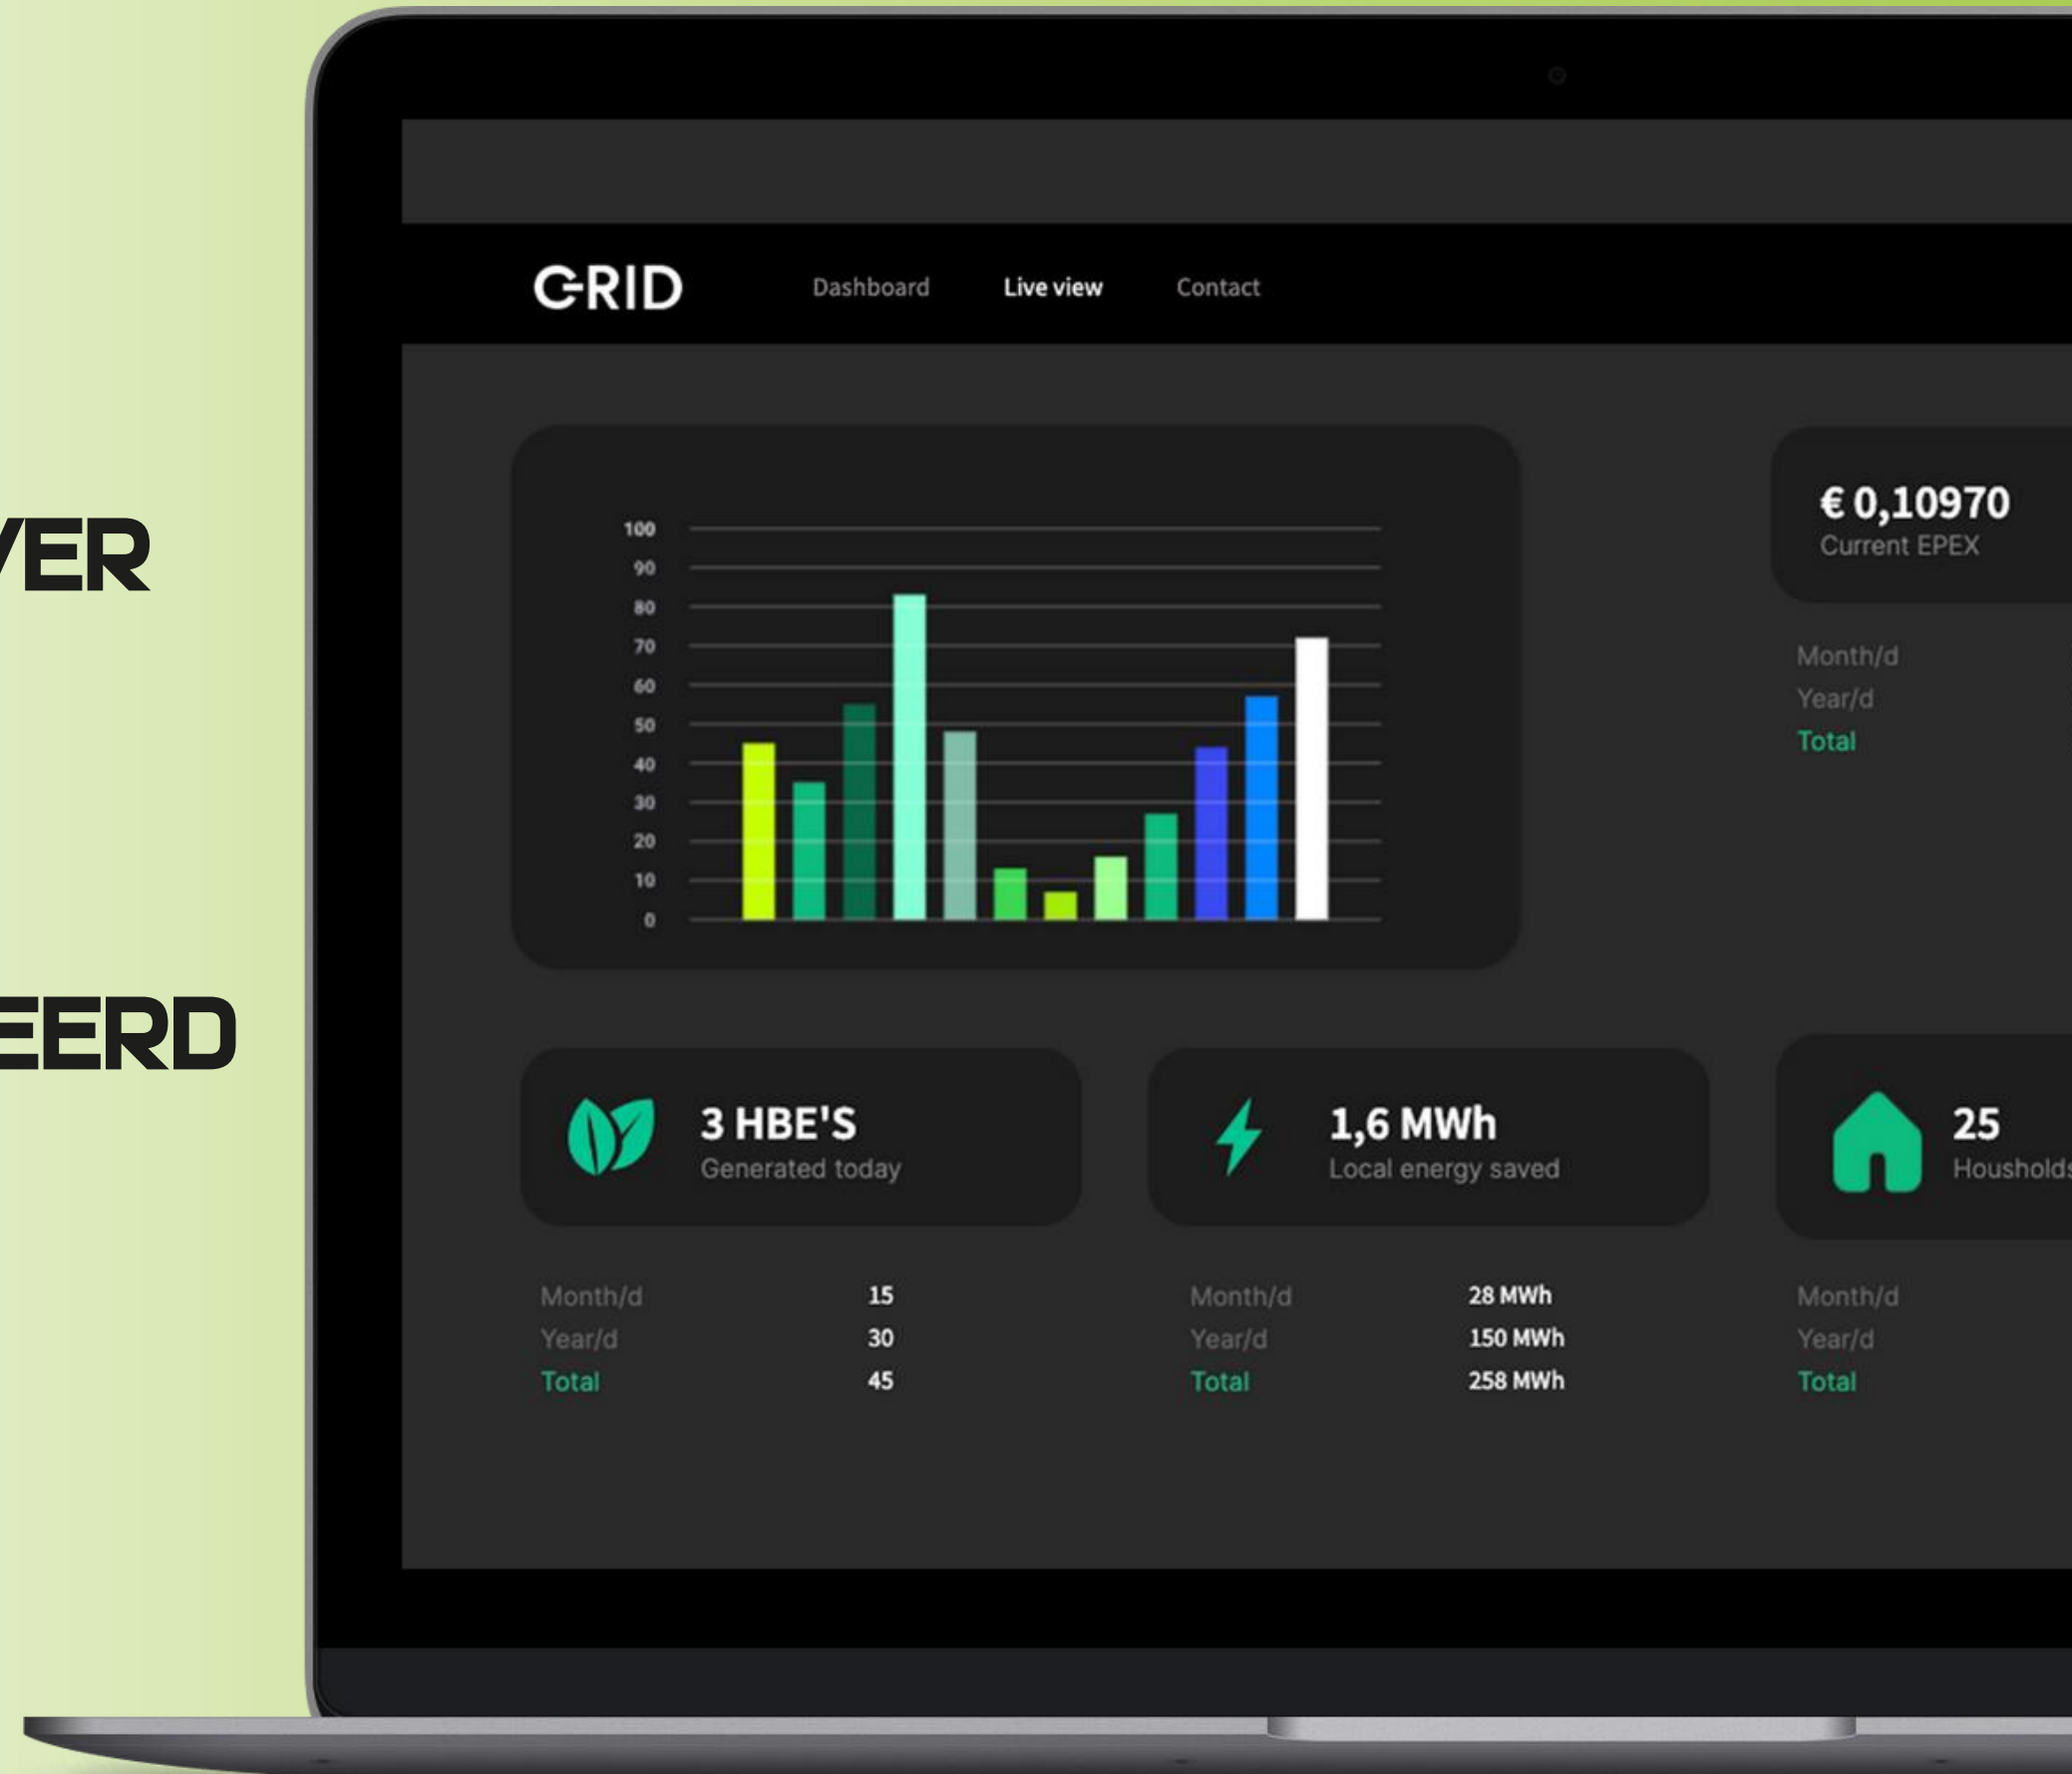 VER
EERD
GRID
Dashboard Live view Contact
100
90
80
70
60
50
40
30
20
10
0
€ 0,10970
Current EPEX
Month/d
Year/d
Total
3 HBE'S
Generated today
Month/d 15
Year/d 30
Total 45
1,6 MWh
Local energy saved
Month/d 28 MWh
Year/d 150 MWh
Total 258 MWh
25
Housholds
Month/d
Year/d
Total